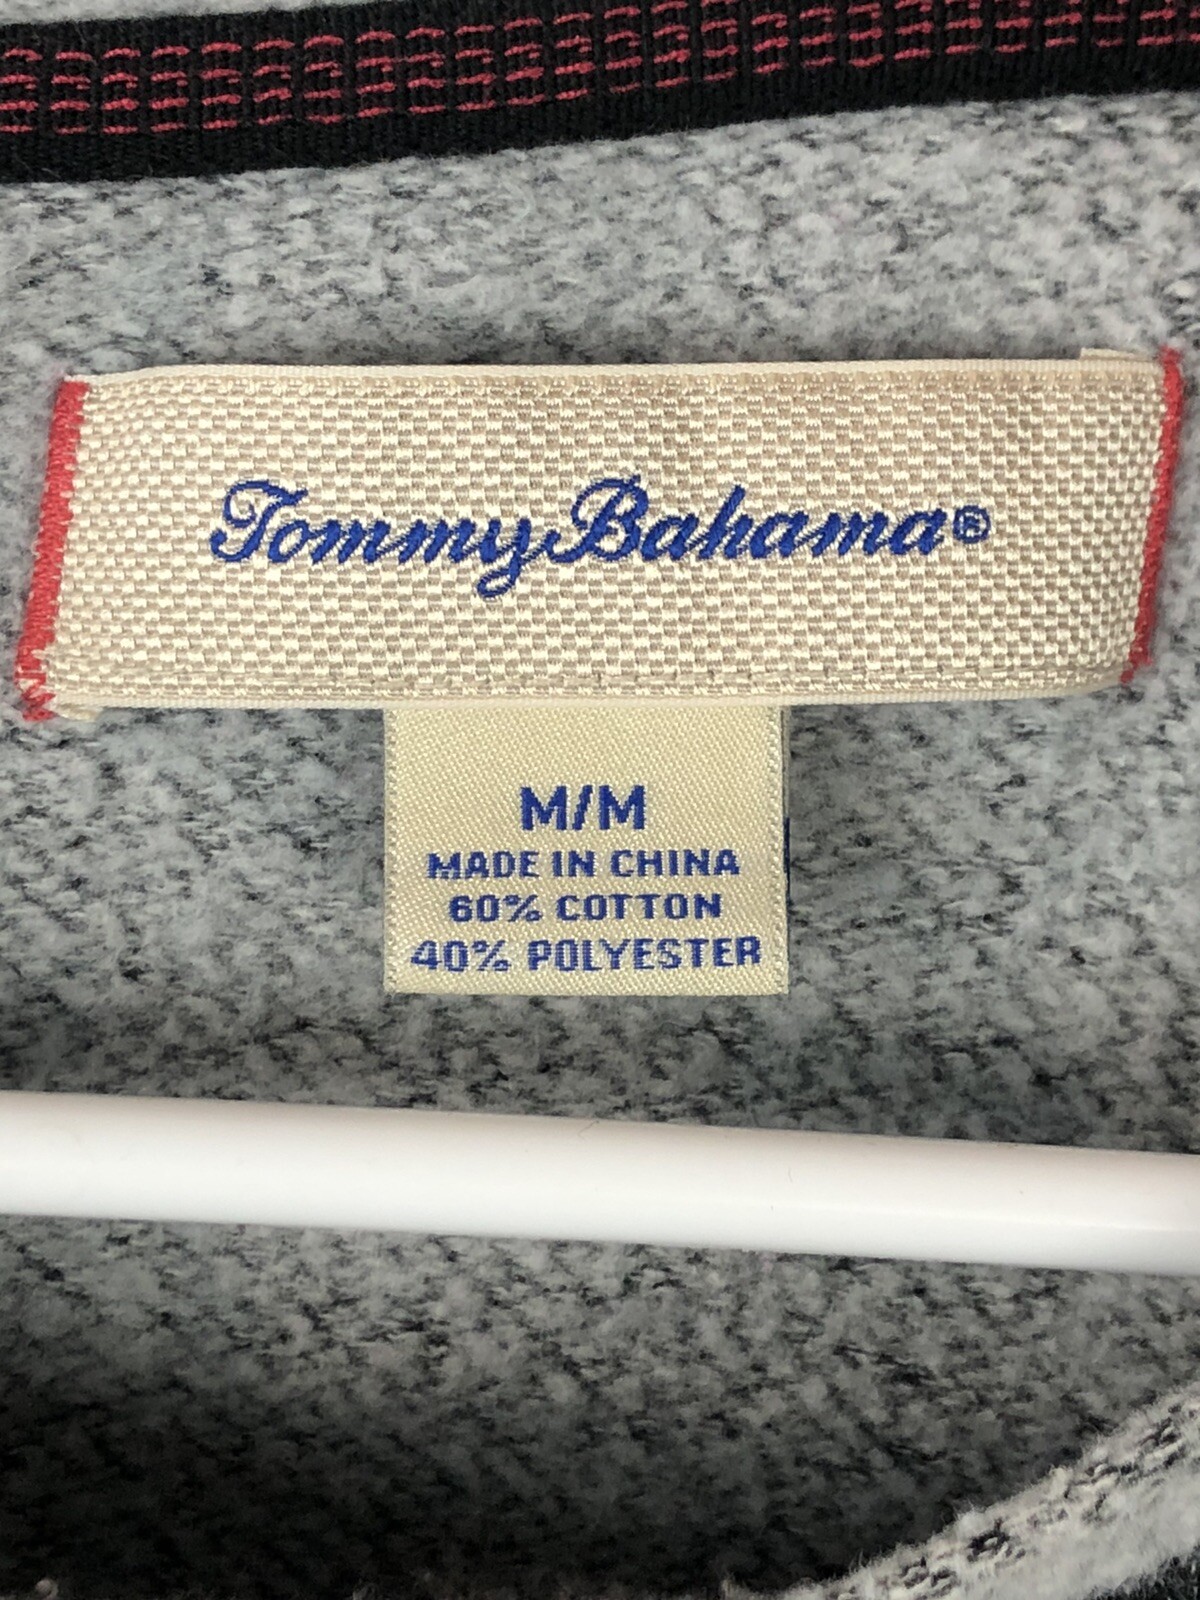 Tommy Bahama®
M/M
MADE IN CHINA
60% COTTON
40% POLYESTER